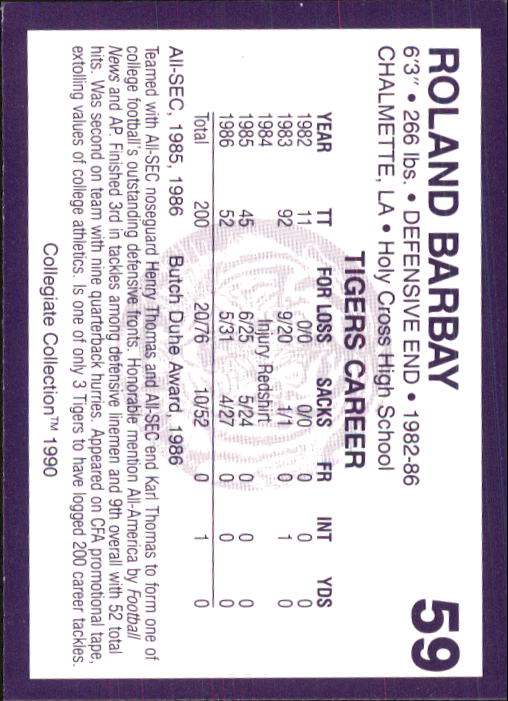 ROLAND BARBAY 59
6'3" • 266 lbs. • DEFENSIVE END • 1982-86
CHALMETTE, LA • Holy Cross High School
TIGERS CAREER
YEAR TT FOR LOSS SACKS FR INT YDS
1982 11 0/0 0/0 0 0 0
1983 92 9/20 1/1 0 1 0
1984 Injury Redshirt
1985 45 6/25 5/24 0 0 0
1986 52 5/31 4/27 0 0 0
Total 200 20/76 10/52 0 1 0
All-SEC, 1985, 1986 Butch Duhe Award, 1986
Teamed with All-SEC noseguard Henry Thomas and All-SEC end Karl Thomas to form one of
college football's outstanding defensive fronts. Honorable mention All-America by Football
News and AP. Finished 3rd in tackles among defensive linemen and 9th overall with 52 total
hits. Was second on team with nine quarterback hurries. Appeared on CFA promotional tape,
extolling values of college athletics. Is one of only 3 Tigers to have logged 200 career tackles.
Collegiate Collection™ 1990